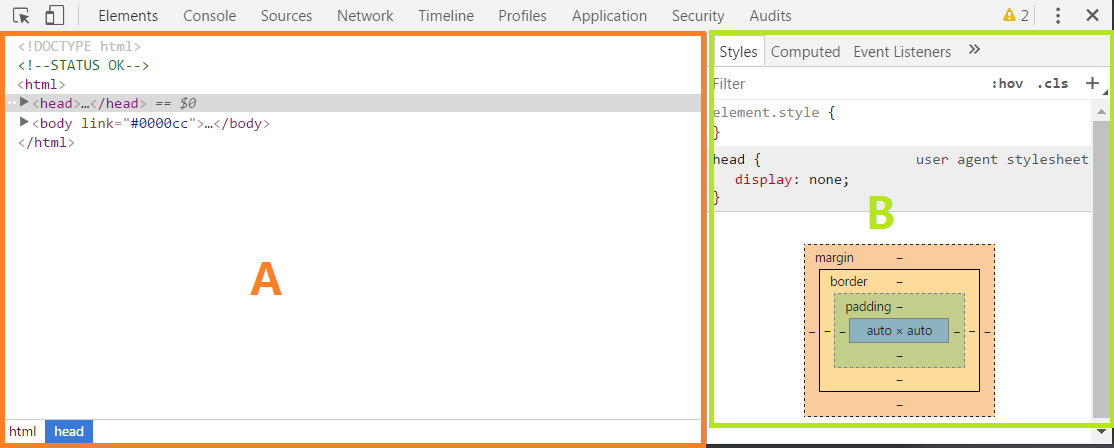 Elements Console Sources Network Timeline Profiles Application Security Audits 2
<!DOCTYPE html>
<!--STATUS OK-->
<html>
<head>…</head> == $0
<body link="#0000cc">…</body>
</html>
A
html head
Styles Computed Event Listeners »
Filter :hov .cls +
element.style {
}
head { user agent stylesheet
display: none;
}
B
margin –
border –
padding –
– – – auto × auto – – –
–
–
–